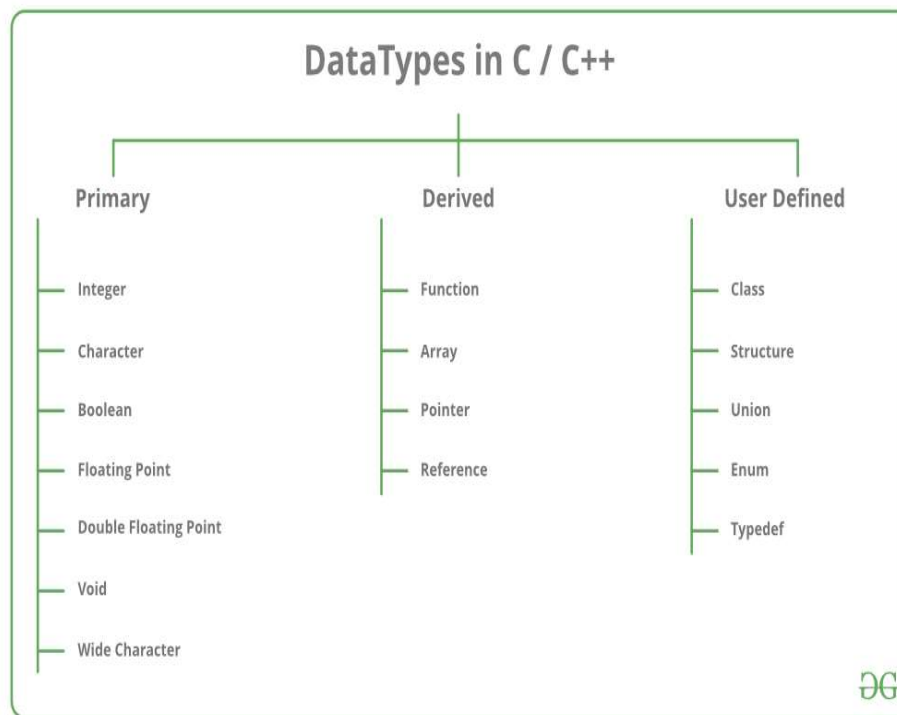 DataTypes in C / C++
Primary
Integer
Character
Boolean
Floating Point
Double Floating Point
Void
Wide Character
Derived
Function
Array
Pointer
Reference
User Defined
Class
Structure
Union
Enum
Typedef